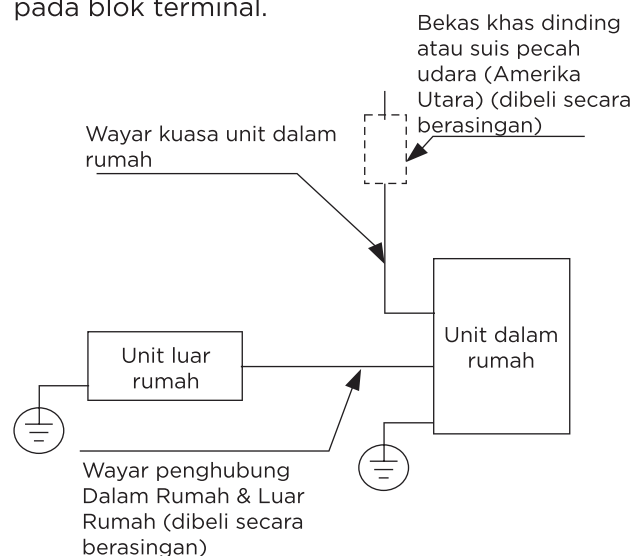 pada blok terminal.
Bekas khas dinding
atau suis pecah
udara (Amerika
Utara) (dibeli secara
berasingan)
Wayar kuasa unit dalam
rumah
Unit dalam
rumah
Unit luar
rumah
Wayar penghubung
Dalam Rumah & Luar
Rumah (dibeli secara
berasingan)